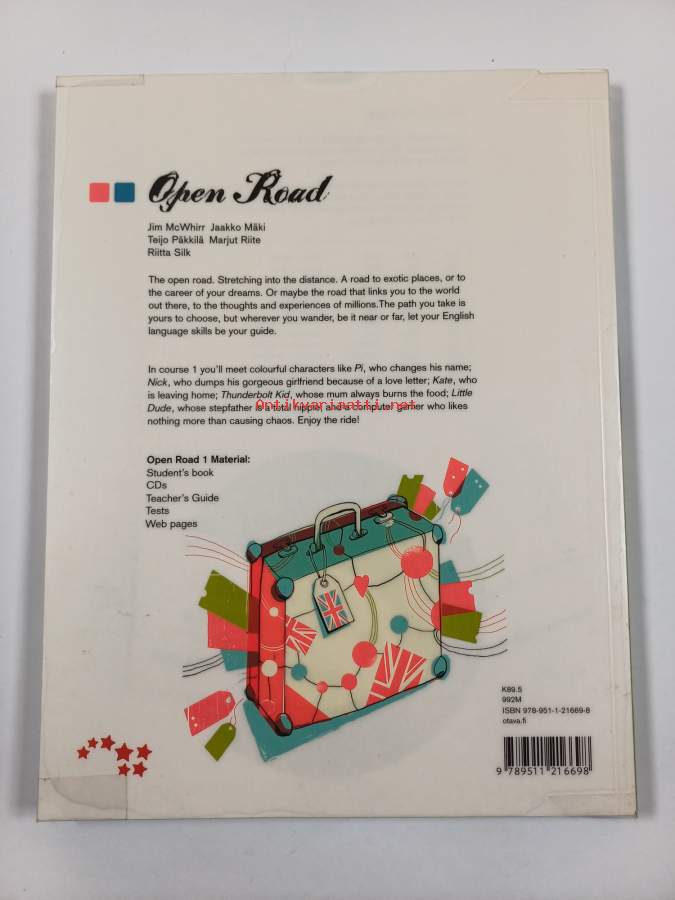 Open Road
Jim McWhirr Jaakko Mäki
Teijo Päkkilä Marjut Riite
Riitta Silk
The open road. Stretching into the distance. A road to exotic places, or to
the career of your dreams. Or maybe the road that links you to the world
out there, to the thoughts and experiences of millions.The path you take is
yours to choose, but wherever you wander, be it near or far, let your English
language skills be your guide.
In course 1 you'll meet colourful characters like Pi, who changes his name;
Nick, who dumps his gorgeous girlfriend because of a love letter; Kate, who
is leaving home; Thunderbolt Kid, whose mum always burns the food; Little
Dude, whose stepfather is a total hippie; and a computer gamer who likes
Antikvariaatti.net
nothing more than causing chaos. Enjoy the ride!
Open Road 1 Material:
Student's book
CDs
Teacher's Guide
Tests
Web pages
K89.5
992M
ISBN 978-951-1-21669-8
otava.fi
9 789511 216698